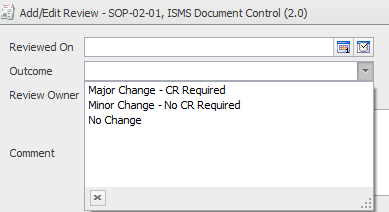 Add/Edit Review - SOP-02-01, ISMS Document Control (2.0)
Reviewed On
Outcome
Major Change - CR Required
Review Owner
Minor Change - No CR Required
No Change
Comment